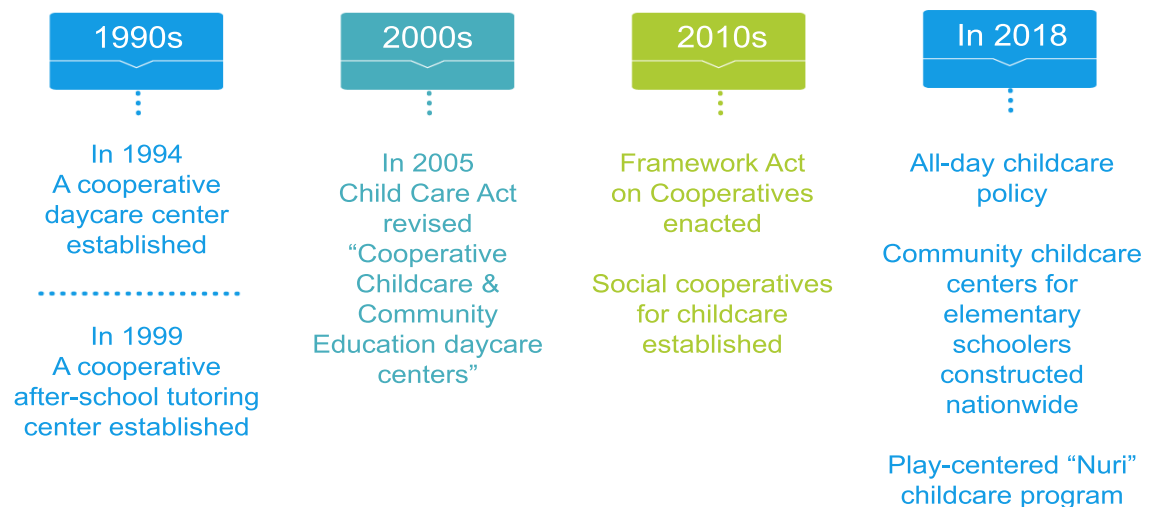 1990s
In 1994
A cooperative
daycare center
established
In 1999
A cooperative
after-school tutoring
center established
2000s
In 2005
Child Care Act
revised
“Cooperative
Childcare &
Community
Education daycare
centers”
2010s
Framework Act
on Cooperatives
enacted
Social cooperatives
for childcare
established
In 2018
All-day childcare
policy
Community childcare
centers for
elementary
schoolers
constructed
nationwide
Play-centered “Nuri”
childcare program